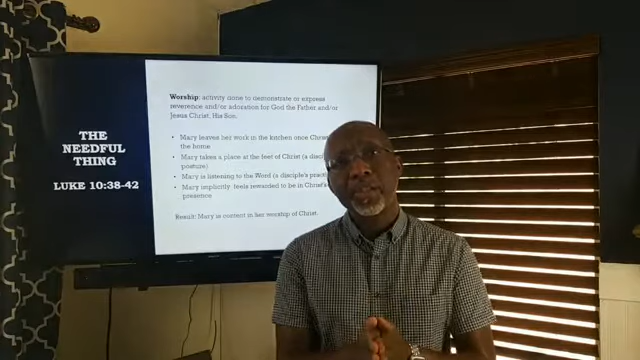 THE
NEEDFUL
THING
LUKE 10:38-42
Worship: activity done to demonstrate or express
reverence and/or adoration for God the Father and/or
Jesus Christ, His Son.
• Mary leaves her work in the kitchen once
the home
• Mary takes a place at the feet of Christ (a
posture)
• Mary is listening to the Word (a disciple's
• Mary implicitly feels rewarded to be in Christ's
presence
Result: Mary is content in her worship of Christ.